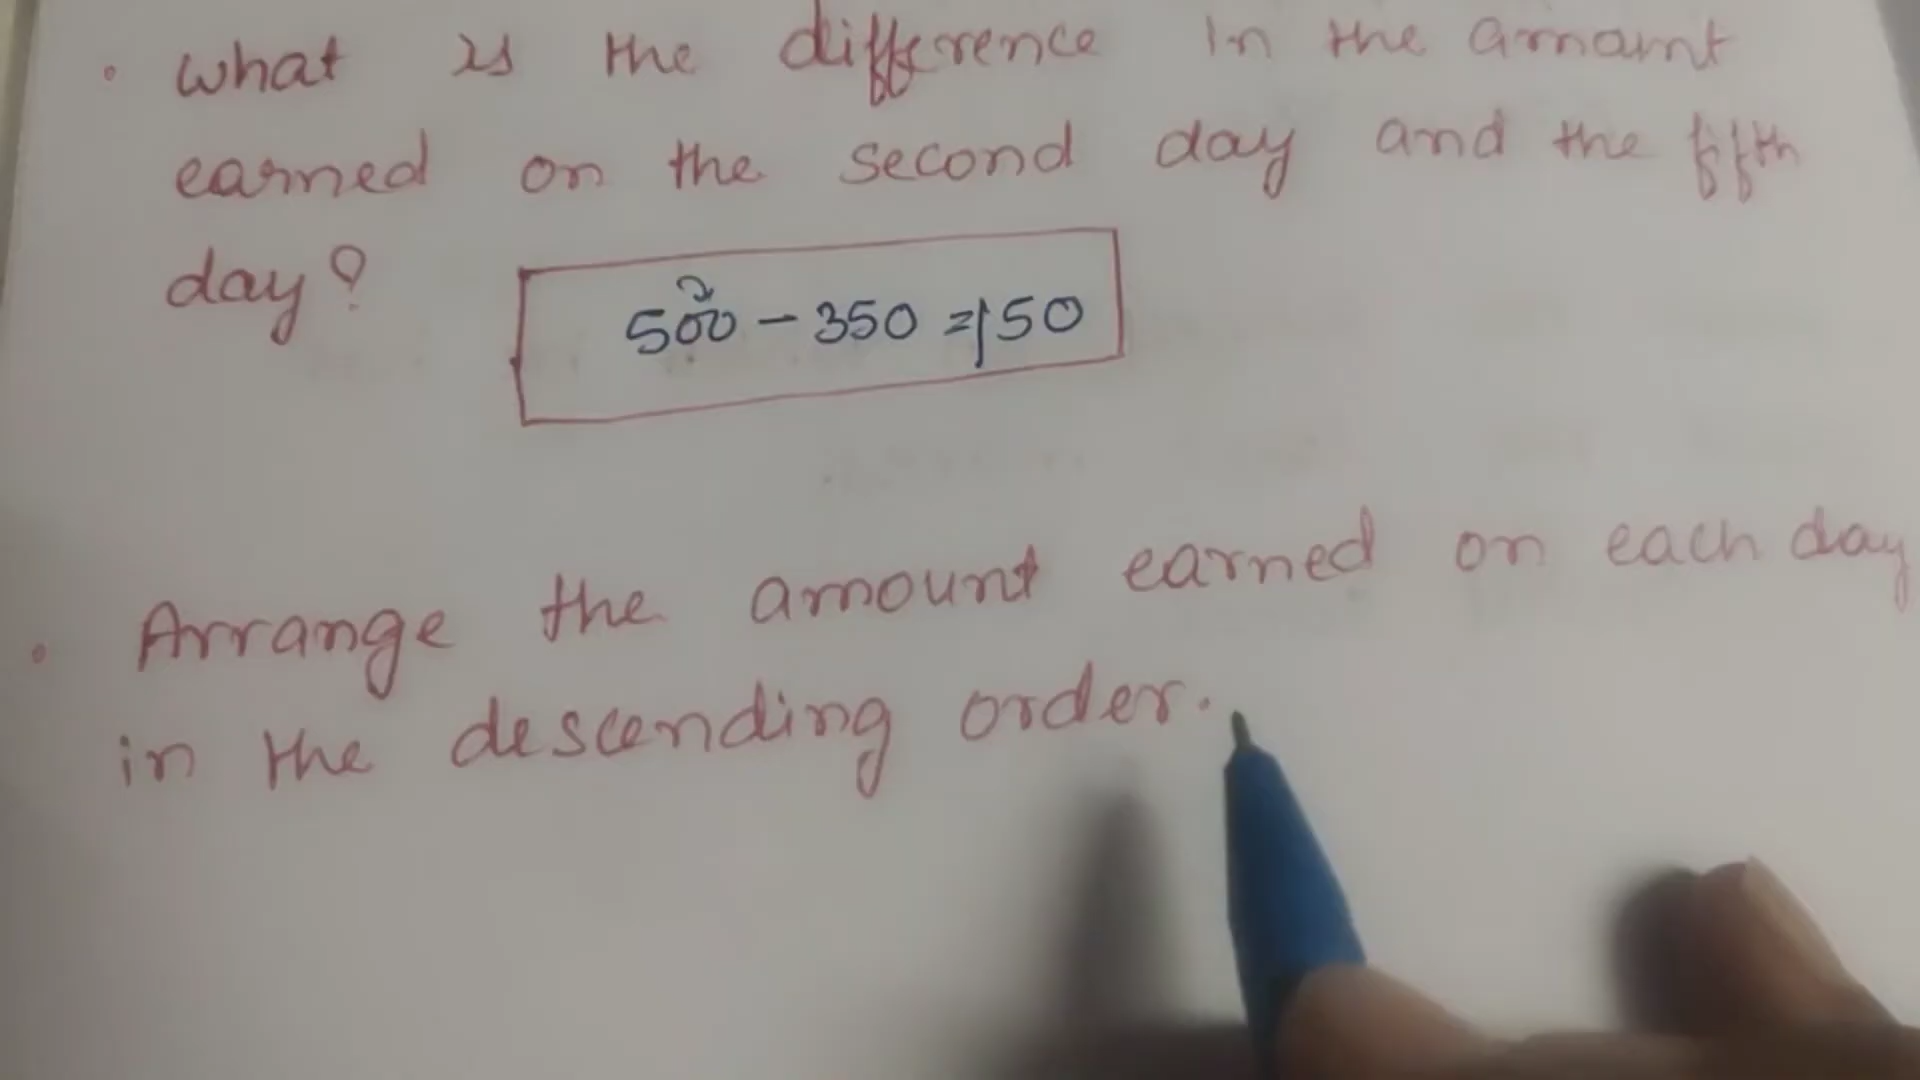 . What is the difference in the amount
earned on the second day and the fifth
day?
500 - 350 = 150
. Arrange the amount earned on each day
in the descending order.